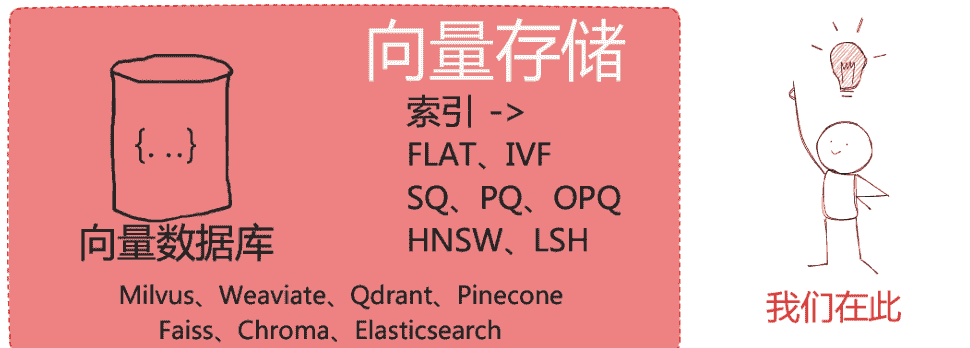 向量存储
索引 ->
FLAT、IVF
SQ、PQ、OPQ
HNSW、LSH
{. ..}
向量数据库
Milvus、Weaviate、Qdrant、Pinecone
Faiss、Chroma、Elasticsearch
我们在此